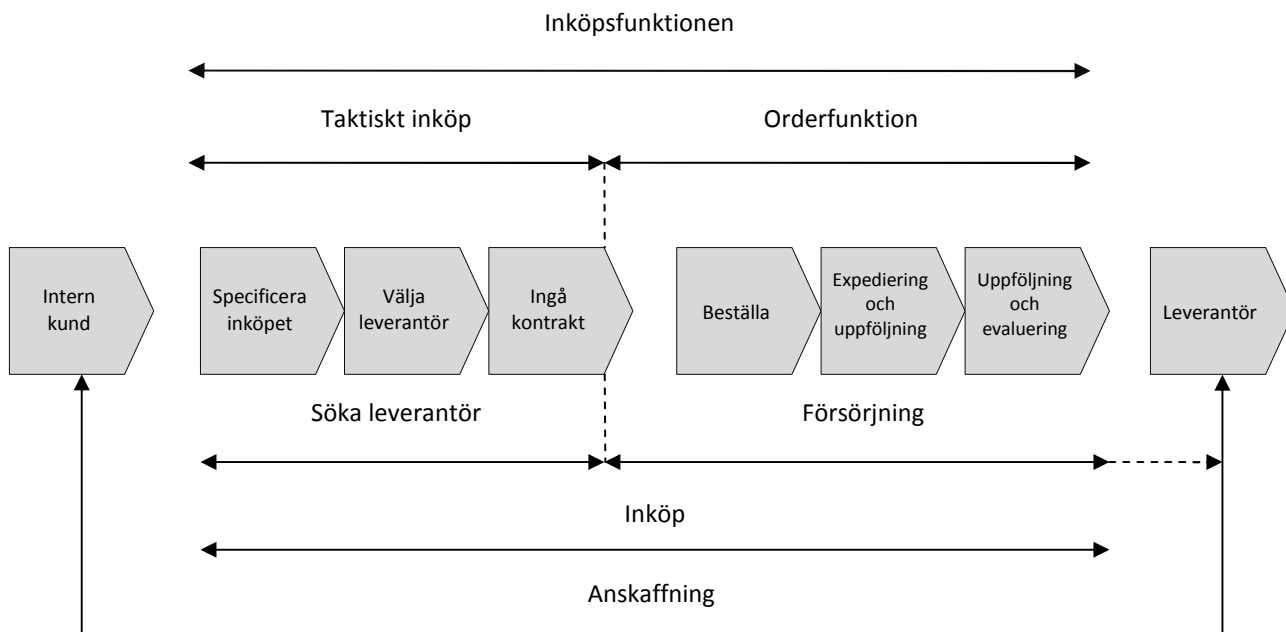 Inköpsfunktionen
Taktiskt inköp
Orderfunktion
Intern
kund
Specificera
inköpet
Välja
leverantör
Ingå
kontrakt
Beställa
Expediering
och
uppföljning
Uppföljning
och
evaluering
Leverantör
Söka leverantör
Försörjning
Inköp
Anskaffning